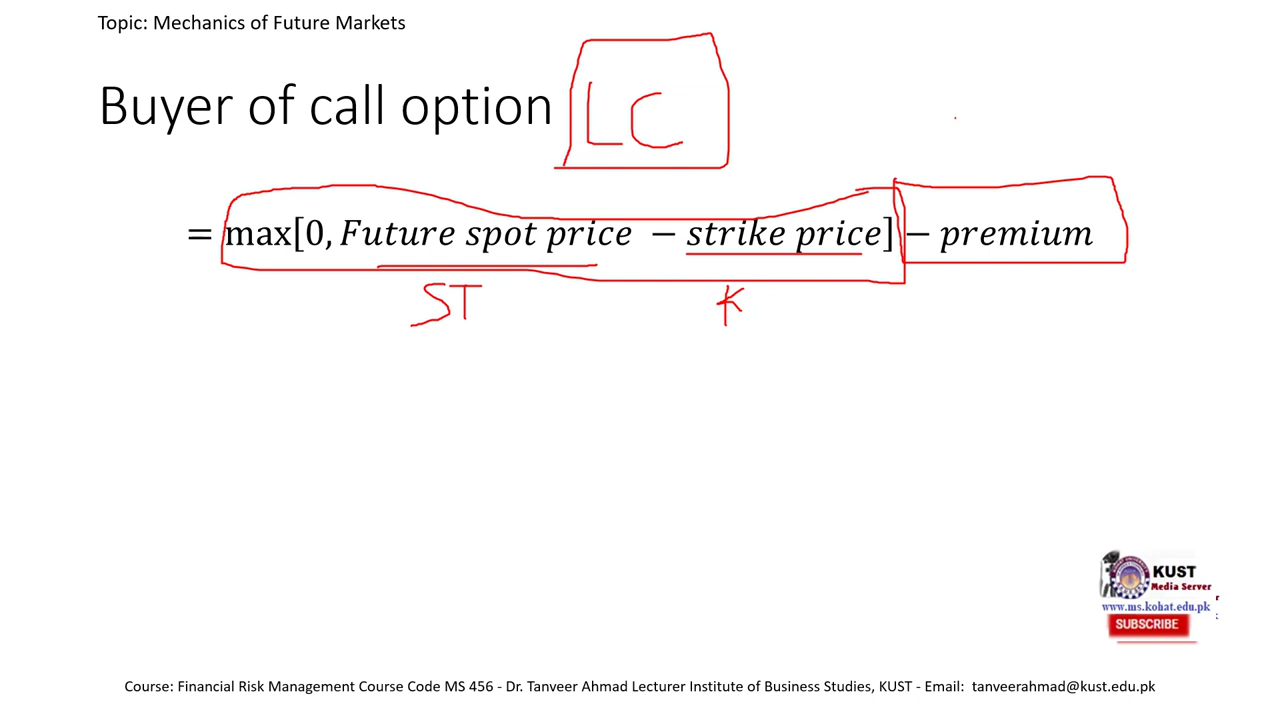 Topic: Mechanics of Future Markets
Buyer of call option LC
= max[0, Future spot price − strike price] − premium
ST K
KUST
Media Server
www.ms.kohat.edu.pk
SUBSCRIBE
Course: Financial Risk Management Course Code MS 456 - Dr. Tanveer Ahmad Lecturer Institute of Business Studies, KUST - Email: tanveerahmad@kust.edu.pk